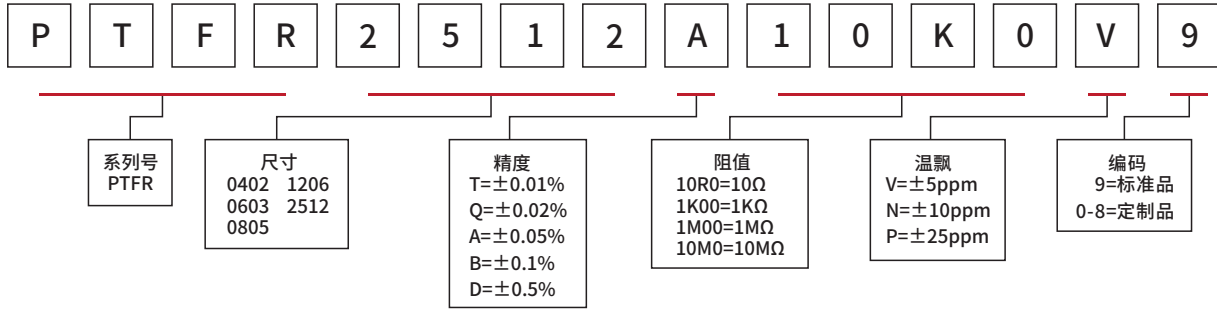 P T F R 2 5 1 2 A 1 0 K 0 V 9
系列号
PTFR
尺寸
0402 1206
0603 2512
0805
精度
T=±0.01%
Q=±0.02%
A=±0.05%
B=±0.1%
D=±0.5%
阻值
10R0=10Ω
1K00=1KΩ
1M00=1MΩ
10M0=10MΩ
温飘
V=±5ppm
N=±10ppm
P=±25ppm
编码
9=标准品
0-8=定制品